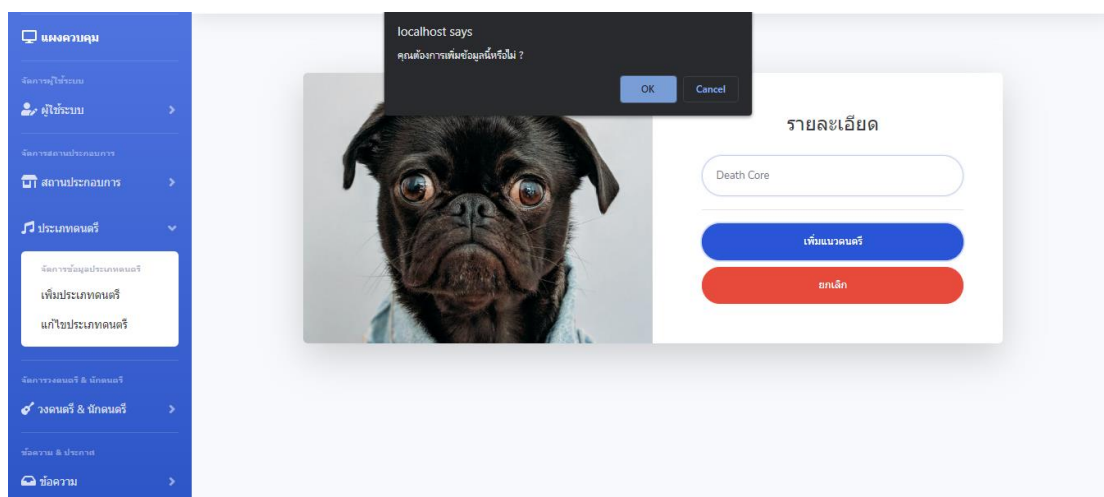 แผงควบคุม
จัดการผู้ใช้ระบบ
ผู้ใช้ระบบ
จัดการสถานประกอบการ
สถานประกอบการ
ประเภทดนตรี
จัดการข้อมูลประเภทดนตรี
เพิ่มประเภทดนตรี
แก้ไขประเภทดนตรี
จัดการวงดนตรี & นักดนตรี
วงดนตรี & นักดนตรี
ข้อความ & ประกาศ
ข้อความ
localhost says
คุณต้องการเพิ่มข้อมูลนี้หรือไม่ ?
OK
Cancel
รายละเอียด
Death Core
เพิ่มแนวดนตรี
ยกเลิก